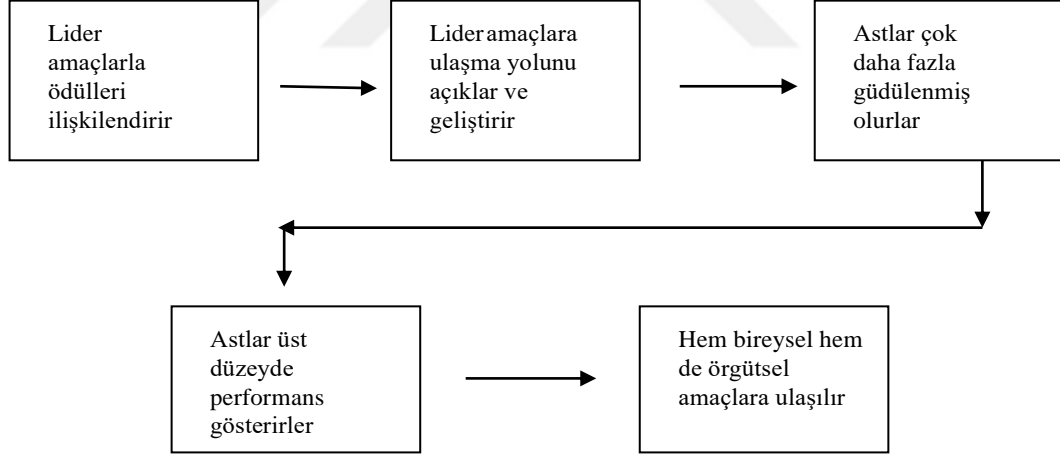 Lider
amaçlarla
ödülleri
ilişkilendirir
Lider amaçlara
ulaşma yolunu
açıklar ve
geliştirir
Astlar çok
daha fazla
güdülenmiş
olurlar
Astlar üst
düzeyde
performans
gösterirler
Hem bireysel hem
de örgütsel
amaçlara ulaşılır